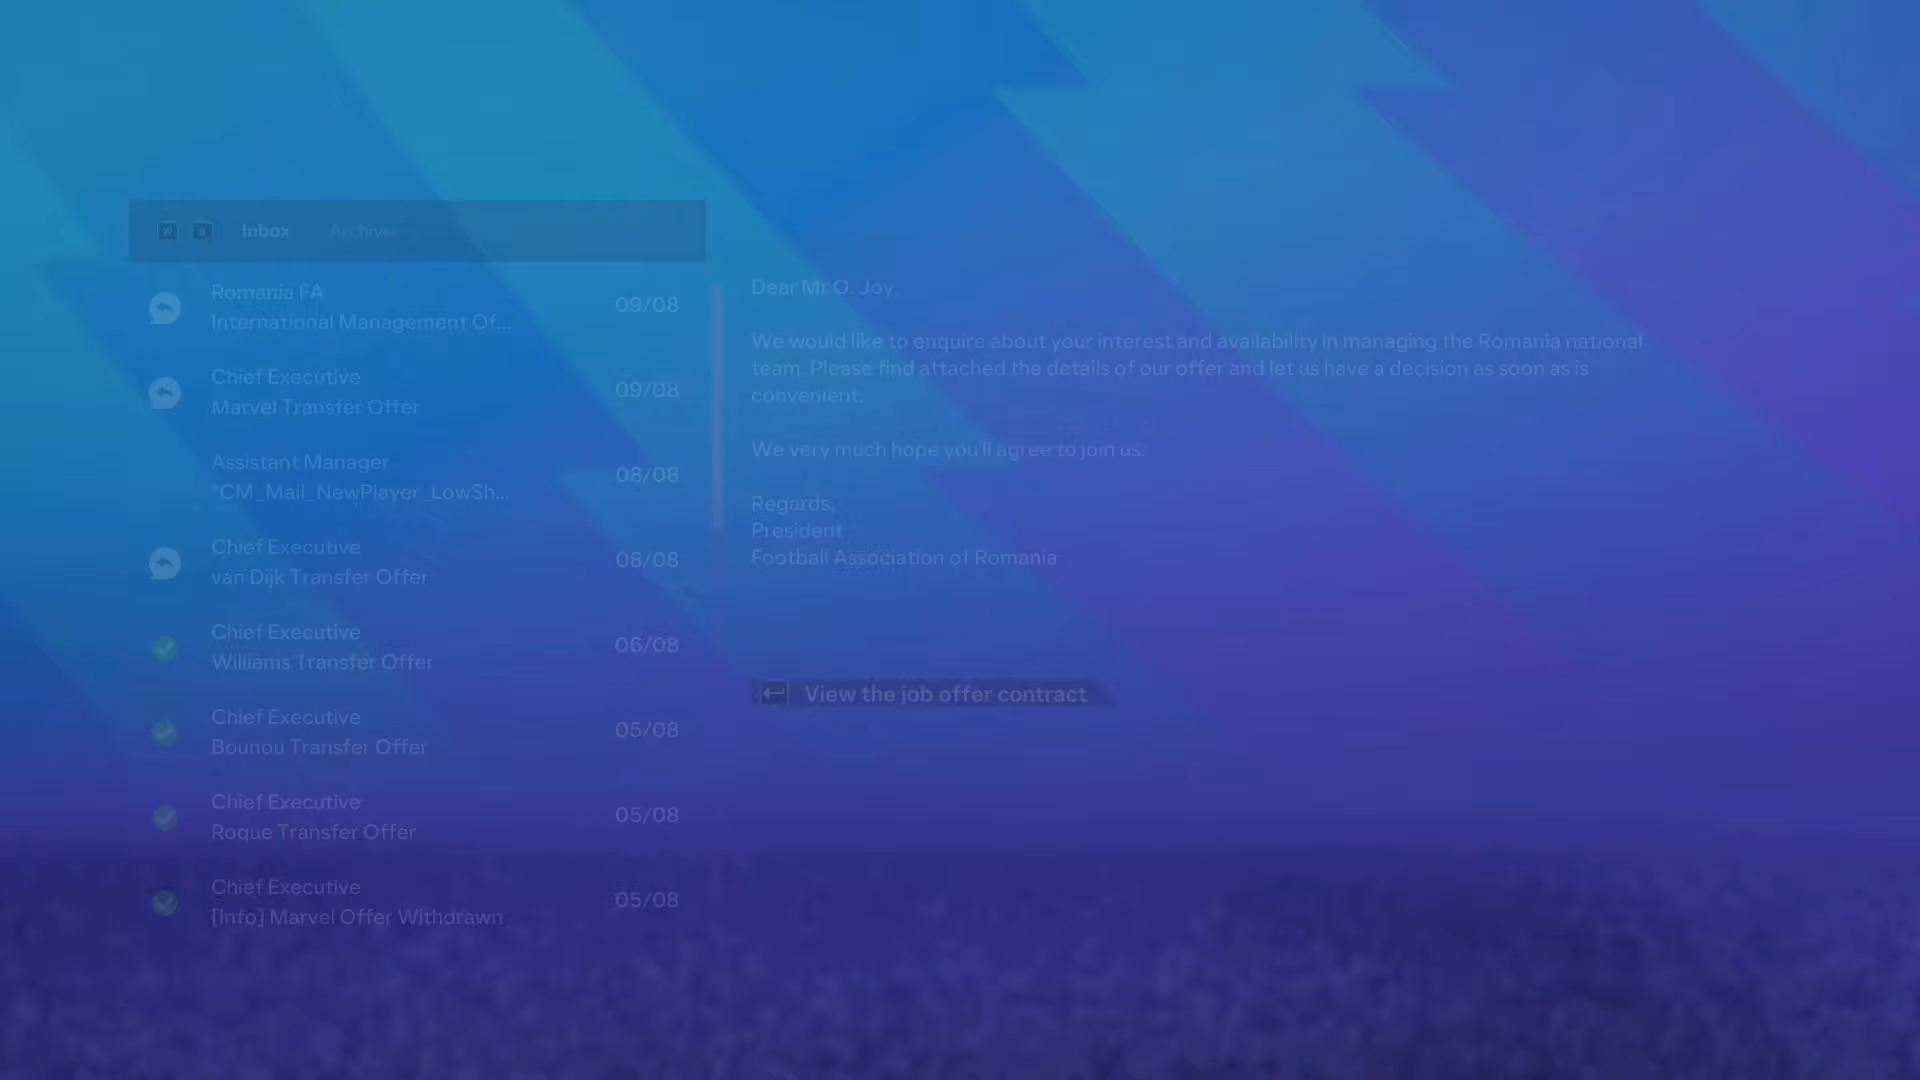 w e Inbox Archive
Romania FA
International Management Of...
09/08
Chief Executive
Marvel Transfer Offer
09/08
Assistant Manager
*CM_Mail_NewPlayer_LowSh...
08/08
Chief Executive
van Dijk Transfer Offer
08/08
Chief Executive
Williams Transfer Offer
06/08
Chief Executive
Bounou Transfer Offer
05/08
Chief Executive
Roque Transfer Offer
05/08
Chief Executive
[Info] Marvel Offer Withdrawn
05/08
Dear Mr O. Joy,
We would like to enquire about your interest and availability in managing the Romania national
team. Please find attached the details of our offer and let us have a decision as soon as is
convenient.
We very much hope you'll agree to join us.
Regards,
President
Football Association of Romania
View the job offer contract